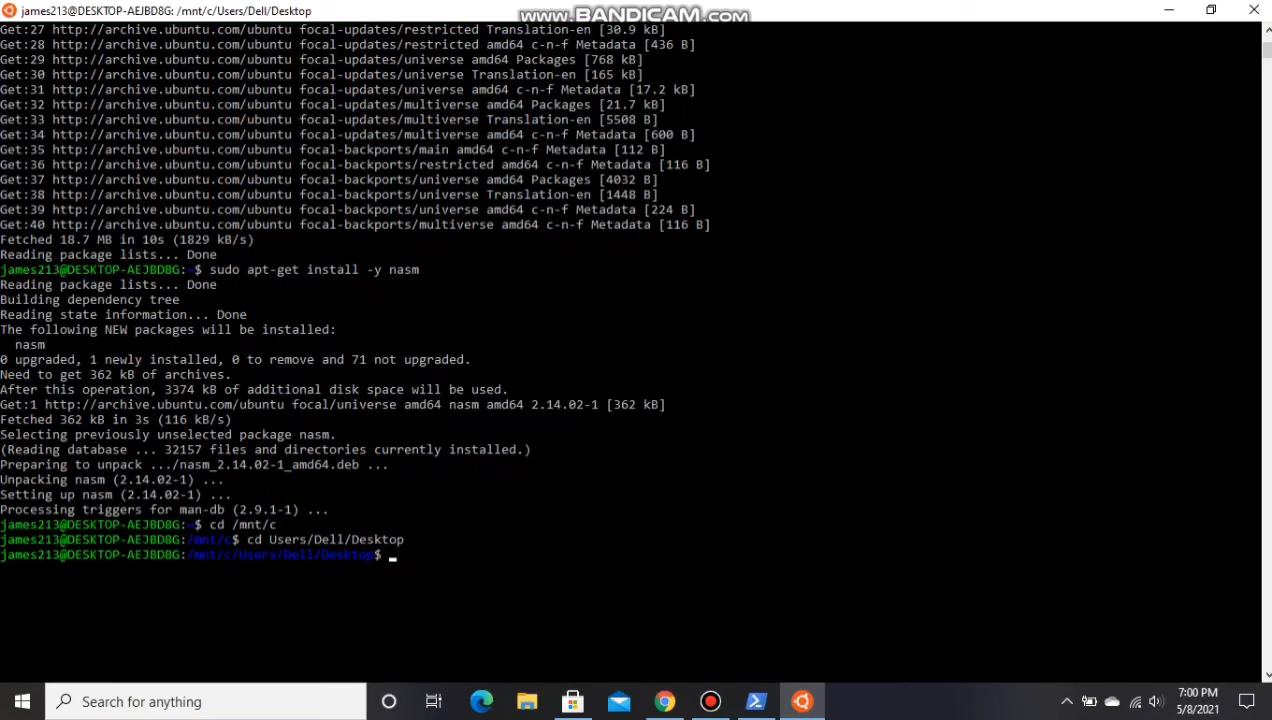 james213@DESKTOP-AEJBD8G: /mnt/c/Users/Dell/Desktop
www.BANDICAM.com
Get:27 http://archive.ubuntu.com/ubuntu focal-updates/restricted Translation-en [30.9 kB]
Get:28 http://archive.ubuntu.com/ubuntu focal-updates/restricted amd64 c-n-f Metadata [436 B]
Get:29 http://archive.ubuntu.com/ubuntu focal-updates/universe amd64 Packages [768 kB]
Get:30 http://archive.ubuntu.com/ubuntu focal-updates/universe Translation-en [165 kB]
Get:31 http://archive.ubuntu.com/ubuntu focal-updates/universe amd64 c-n-f Metadata [17.2 kB]
Get:32 http://archive.ubuntu.com/ubuntu focal-updates/multiverse amd64 Packages [21.7 kB]
Get:33 http://archive.ubuntu.com/ubuntu focal-updates/multiverse Translation-en [5508 B]
Get:34 http://archive.ubuntu.com/ubuntu focal-updates/multiverse amd64 c-n-f Metadata [600 B]
Get:35 http://archive.ubuntu.com/ubuntu focal-backports/main amd64 c-n-f Metadata [112 B]
Get:36 http://archive.ubuntu.com/ubuntu focal-backports/restricted amd64 c-n-f Metadata [116 B]
Get:37 http://archive.ubuntu.com/ubuntu focal-backports/universe amd64 Packages [4032 B]
Get:38 http://archive.ubuntu.com/ubuntu focal-backports/universe Translation-en [1448 B]
Get:39 http://archive.ubuntu.com/ubuntu focal-backports/universe amd64 c-n-f Metadata [224 B]
Get:40 http://archive.ubuntu.com/ubuntu focal-backports/multiverse amd64 c-n-f Metadata [116 B]
Fetched 18.7 MB in 10s (1829 kB/s)
Reading package lists... Done
james213@DESKTOP-AEJBD8G:~$ sudo apt-get install -y nasm
Reading package lists... Done
Building dependency tree
Reading state information... Done
The following NEW packages will be installed:
  nasm
0 upgraded, 1 newly installed, 0 to remove and 71 not upgraded.
Need to get 362 kB of archives.
After this operation, 3374 kB of additional disk space will be used.
Get:1 http://archive.ubuntu.com/ubuntu focal/universe amd64 nasm amd64 2.14.02-1 [362 kB]
Fetched 362 kB in 3s (116 kB/s)
Selecting previously unselected package nasm.
(Reading database ... 32157 files and directories currently installed.)
Preparing to unpack .../nasm_2.14.02-1_amd64.deb ...
Unpacking nasm (2.14.02-1) ...
Setting up nasm (2.14.02-1) ...
Processing triggers for man-db (2.9.1-1) ...
james213@DESKTOP-AEJBD8G:~$ cd /mnt/c
james213@DESKTOP-AEJBD8G:/mnt/c$ cd Users/Dell/Desktop
james213@DESKTOP-AEJBD8G:/mnt/c/Users/Dell/Desktop$
Search for anything
7:00 PM
5/8/2021